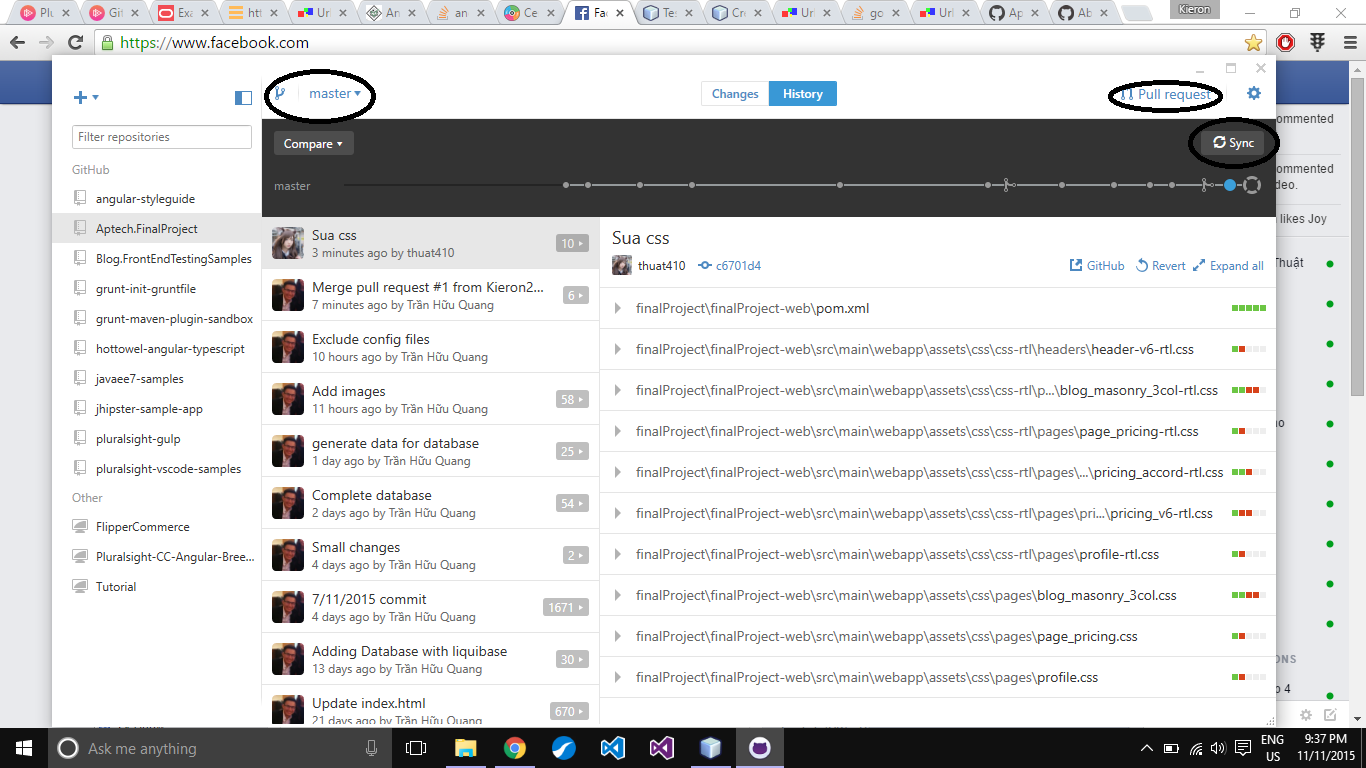 Plu
Git
Exa
htt
Url
An
an
Ce
Fac
Tes
Cre
Url
go
Url
Ap
Ab
Kieron
https://www.facebook.com
master
Changes
History
Pull request
Filter repositories
Compare
Sync
master
GitHub
angular-styleguide
Aptech.FinalProject
Blog.FrontEndTestingSamples
grunt-init-gruntfile
grunt-maven-plugin-sandbox
hottowel-angular-typescript
javaee7-samples
jhipster-sample-app
pluralsight-gulp
pluralsight-vscode-samples
Other
FlipperCommerce
Pluralsight-CC-Angular-Bree...
Tutorial
Sua css
3 minutes ago by thuat410
10
Merge pull request #1 from Kieron2...
7 minutes ago by Trần Hữu Quang
6
Exclude config files
10 hours ago by Trần Hữu Quang
Add images
11 hours ago by Trần Hữu Quang
58
generate data for database
1 day ago by Trần Hữu Quang
25
Complete database
2 days ago by Trần Hữu Quang
54
Small changes
4 days ago by Trần Hữu Quang
2
7/11/2015 commit
4 days ago by Trần Hữu Quang
1671
Adding Database with liquibase
13 days ago by Trần Hữu Quang
30
Update index.html
21 days ago by Trần Hữu Quang
670
Sua css
thuat410
c6701d4
GitHub
Revert
Expand all
finalProject\finalProject-web\pom.xml
finalProject\finalProject-web\src\main\webapp\assets\css\css-rtl\headers\header-v6-rtl.css
finalProject\finalProject-web\src\main\webapp\assets\css\css-rtl\p...\blog_masonry_3col-rtl.css
finalProject\finalProject-web\src\main\webapp\assets\css\css-rtl\pages\page_pricing-rtl.css
finalProject\finalProject-web\src\main\webapp\assets\css\css-rtl\pages\...\pricing_accord-rtl.css
finalProject\finalProject-web\src\main\webapp\assets\css\css-rtl\pages\pri...\pricing_v6-rtl.css
finalProject\finalProject-web\src\main\webapp\assets\css\css-rtl\pages\profile-rtl.css
finalProject\finalProject-web\src\main\webapp\assets\css\pages\blog_masonry_3col.css
finalProject\finalProject-web\src\main\webapp\assets\css\pages\page_pricing.css
finalProject\finalProject-web\src\main\webapp\assets\css\pages\profile.css
ommented
ommented
deo.
likes Joy
Thuật
ho
ONS
o 4
Ask me anything
ENG
US
9:37 PM
11/11/2015